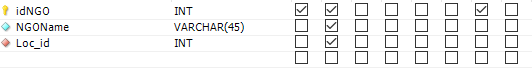 idNGO INT
NGOName VARCHAR(45)
Loc_id INT